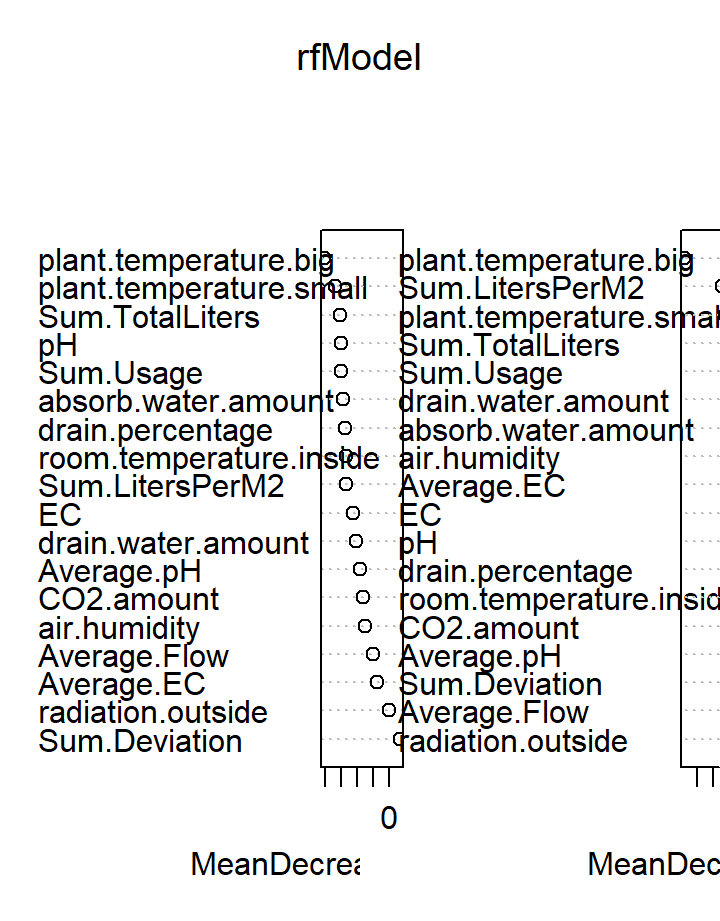 rfModel
plant.temperature.big
plant.temperature.small
Sum.TotalLiters
pH
Sum.Usage
absorb.water.amount
drain.percentage
room.temperature.inside
Sum.LitersPerM2
EC
drain.water.amount
Average.pH
CO2.amount
air.humidity
Average.Flow
Average.EC
radiation.outside
Sum.Deviation
0
MeanDecrea
plant.temperature.big
Sum.LitersPerM2
plant.temperature.smal
Sum.TotalLiters
Sum.Usage
drain.water.amount
absorb.water.amount
air.humidity
Average.EC
EC
pH
drain.percentage
room.temperature.insid
CO2.amount
Average.pH
Sum.Deviation
Average.Flow
radiation.outside
MeanDec